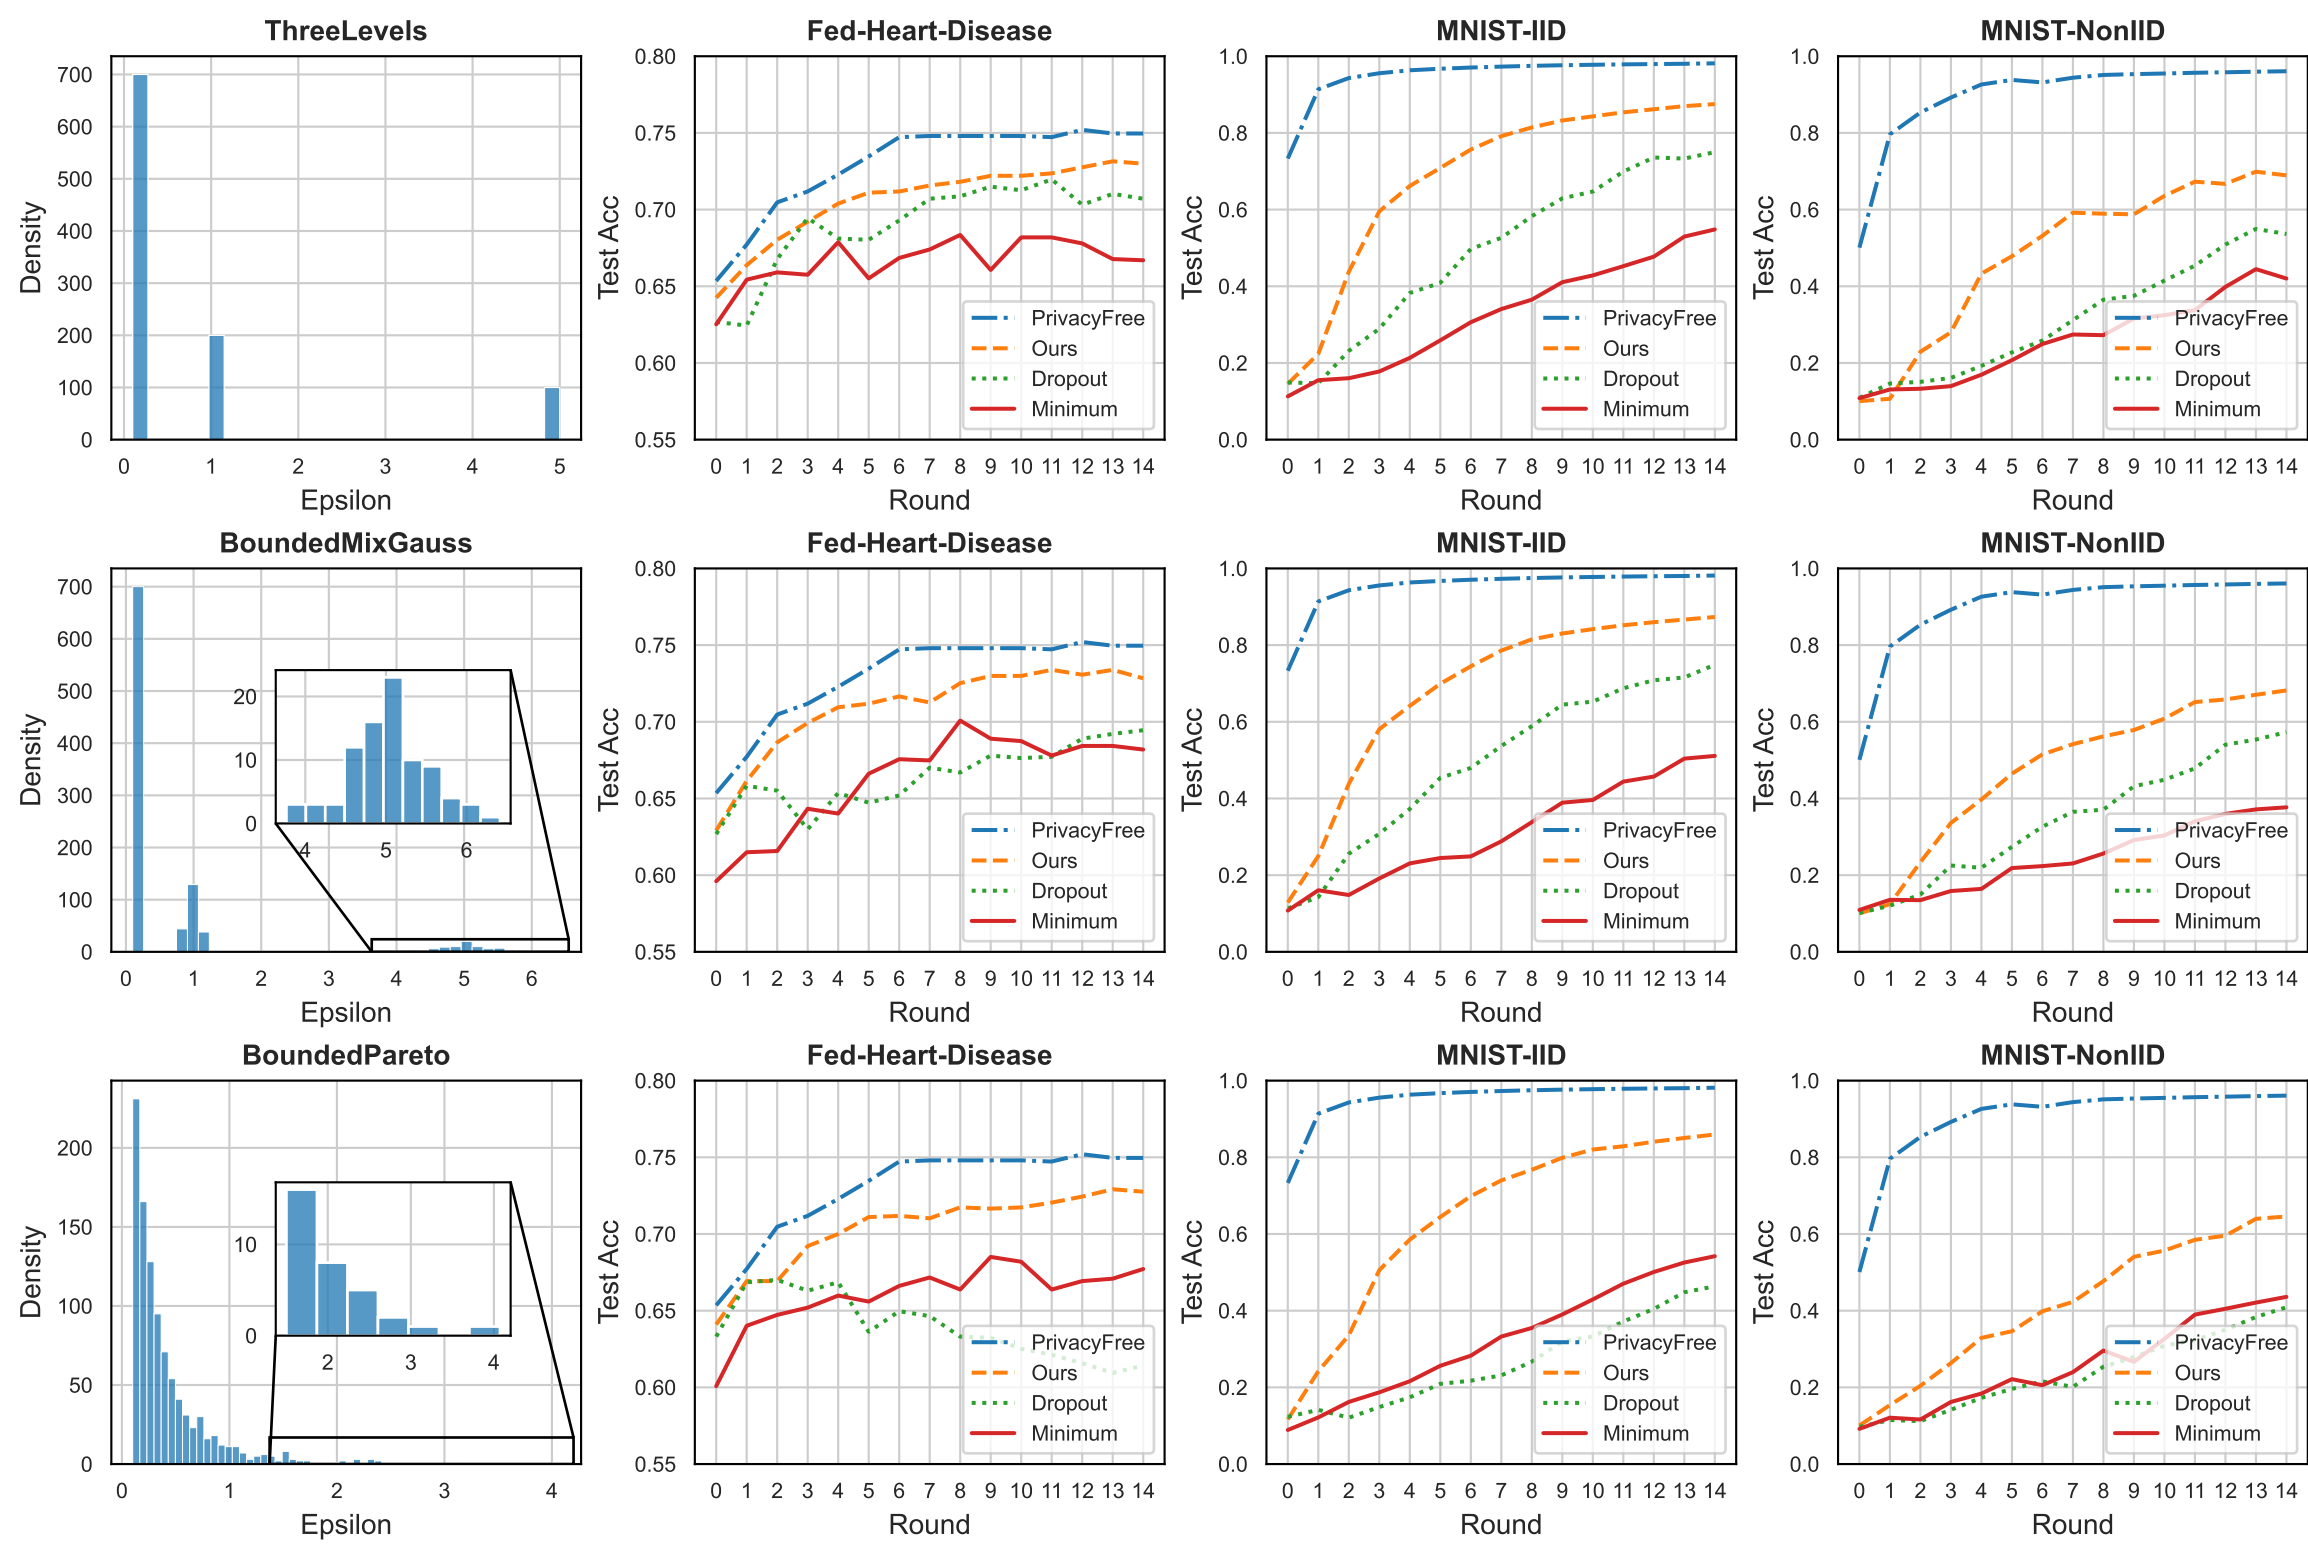 ThreeLevels
Density
700
600
500
400
300
200
100
0
0 1 2 3 4 5
Epsilon
Fed-Heart-Disease
Test Acc
0.80
0.75
0.70
0.65
0.60
0.55
PrivacyFree
Ours
Dropout
Minimum
0 1 2 3 4 5 6 7 8 9 10 11 12 13 14
Round
MNIST-IID
Test Acc
1.0
0.8
0.6
0.4
0.2
0.0
PrivacyFree
Ours
Dropout
Minimum
0 1 2 3 4 5 6 7 8 9 10 11 12 13 14
Round
MNIST-NonIID
Test Acc
1.0
0.8
0.6
0.4
0.2
0.0
PrivacyFree
Ours
Dropout
Minimum
0 1 2 3 4 5 6 7 8 9 10 11 12 13 14
Round
BoundedMixGauss
Density
700
600
500
400
300
200
100
0
20
10
0
4 5 6
0 1 2 3 4 5 6
Epsilon
Fed-Heart-Disease
Test Acc
0.80
0.75
0.70
0.65
0.60
0.55
PrivacyFree
Ours
Dropout
Minimum
0 1 2 3 4 5 6 7 8 9 10 11 12 13 14
Round
MNIST-IID
Test Acc
1.0
0.8
0.6
0.4
0.2
0.0
PrivacyFree
Ours
Dropout
Minimum
0 1 2 3 4 5 6 7 8 9 10 11 12 13 14
Round
MNIST-NonIID
Test Acc
1.0
0.8
0.6
0.4
0.2
0.0
PrivacyFree
Ours
Dropout
Minimum
0 1 2 3 4 5 6 7 8 9 10 11 12 13 14
Round
BoundedPareto
Density
200
150
100
50
0
10
0
2 3 4
0 1 2 3 4
Epsilon
Fed-Heart-Disease
Test Acc
0.80
0.75
0.70
0.65
0.60
0.55
PrivacyFree
Ours
Dropout
Minimum
0 1 2 3 4 5 6 7 8 9 10 11 12 13 14
Round
MNIST-IID
Test Acc
1.0
0.8
0.6
0.4
0.2
0.0
PrivacyFree
Ours
Dropout
Minimum
0 1 2 3 4 5 6 7 8 9 10 11 12 13 14
Round
MNIST-NonIID
Test Acc
1.0
0.8
0.6
0.4
0.2
0.0
PrivacyFree
Ours
Dropout
Minimum
0 1 2 3 4 5 6 7 8 9 10 11 12 13 14
Round